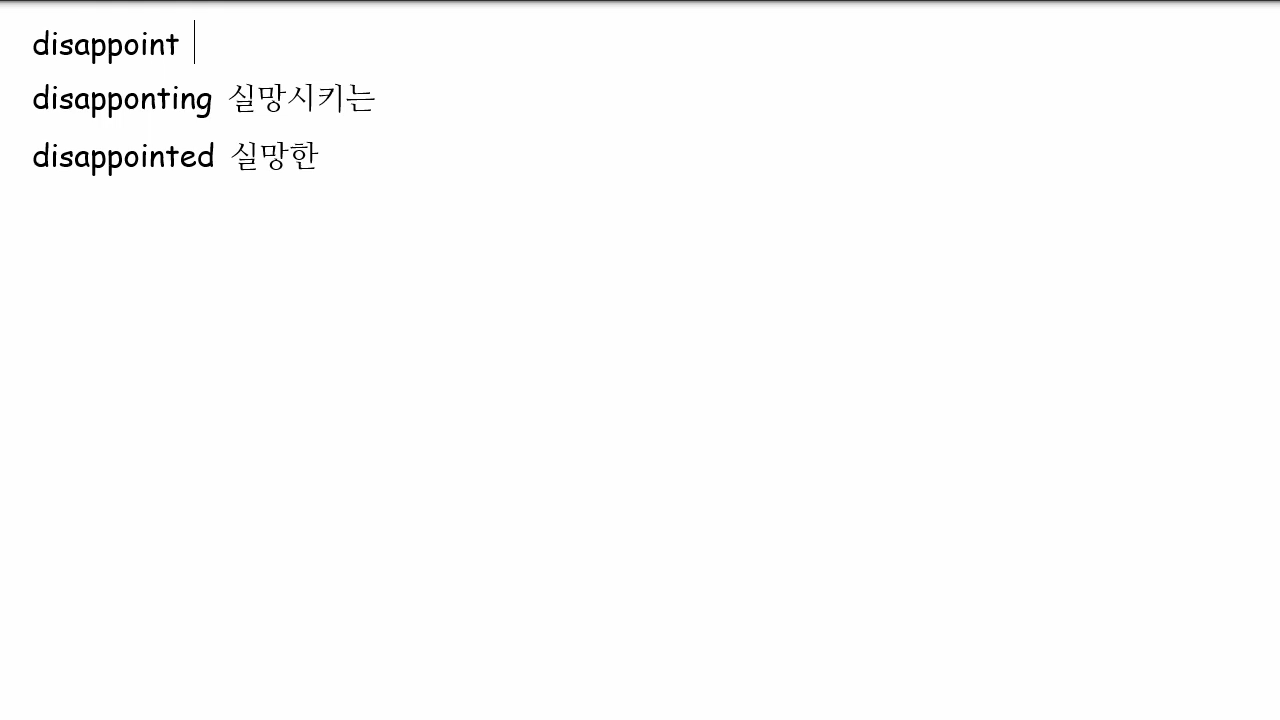 disappoint
disapponting 실망시키는
disappointed 실망한